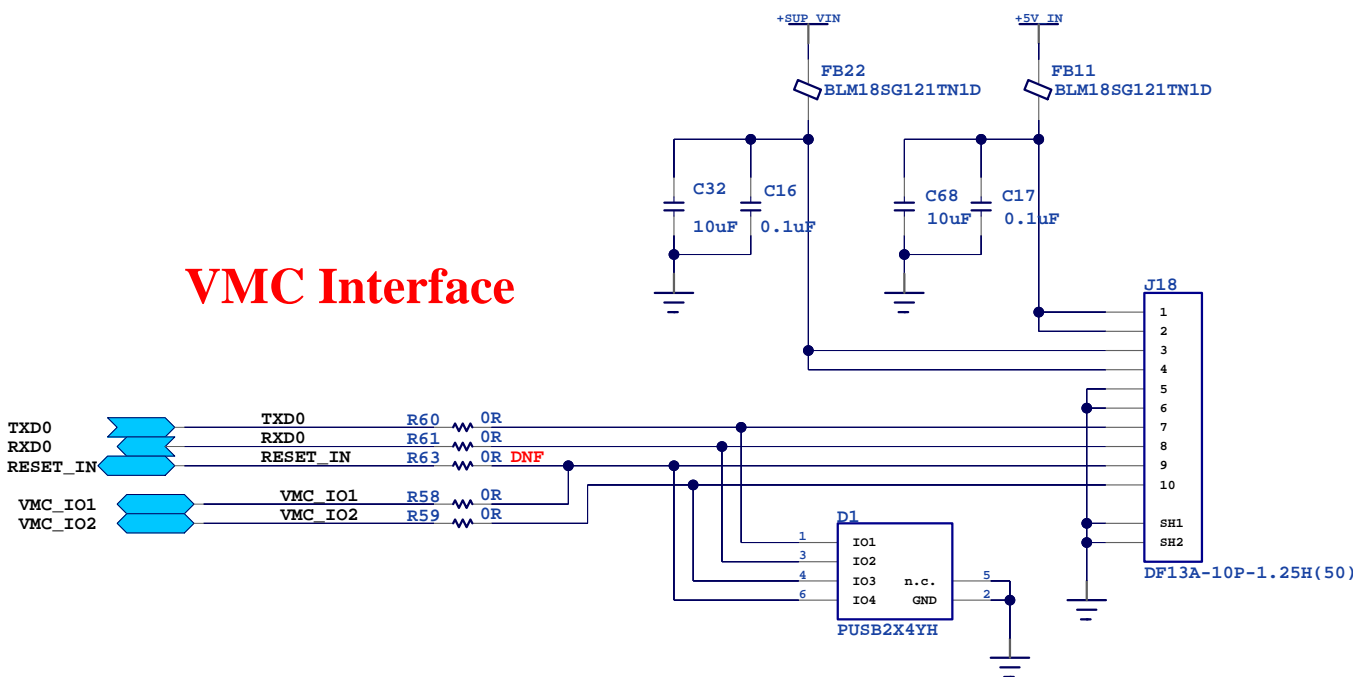 +SUP_VIN
+5V_IN
FB22
BLM18SG121TN1D
FB11
BLM18SG121TN1D
C32
C16
10uF
0.1uF
C68
C17
10uF
0.1uF
VMC Interface
J18
1
2
3
4
5
6
7
8
9
10
SH1
SH2
DF13A-10P-1.25H(50)
TXD0
TXD0
R60
0R
RXD0
RXD0
R61
0R
RESET_IN
RESET_IN
R63
0R
DNF
VMC_IO1
VMC_IO1
R58
0R
VMC_IO2
VMC_IO2
R59
0R
D1
1
IO1
3
IO2
4
IO3
n.c.
5
6
IO4
GND
2
PUSB2X4YH